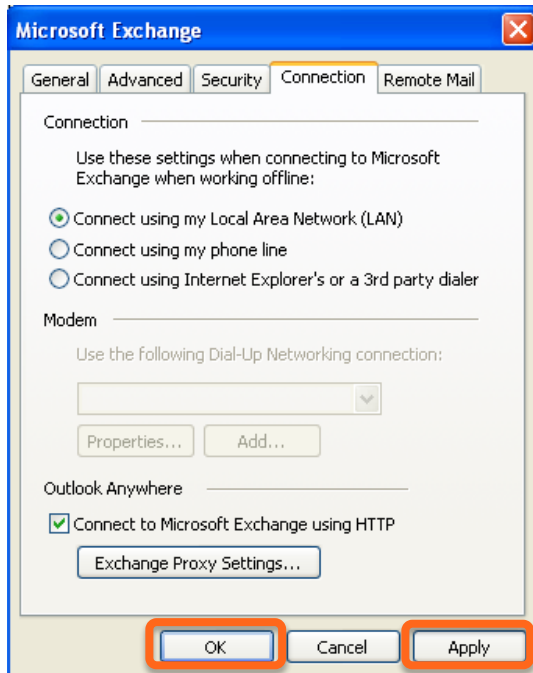 Microsoft Exchange
General Advanced Security Connection Remote Mail
Connection
Use these settings when connecting to Microsoft
Exchange when working offline:
Connect using my Local Area Network (LAN)
Connect using my phone line
Connect using Internet Explorer's or a 3rd party dialer
Modem
Use the following Dial-Up Networking connection:
Properties... Add...
Outlook Anywhere
Connect to Microsoft Exchange using HTTP
Exchange Proxy Settings...
OK Cancel Apply